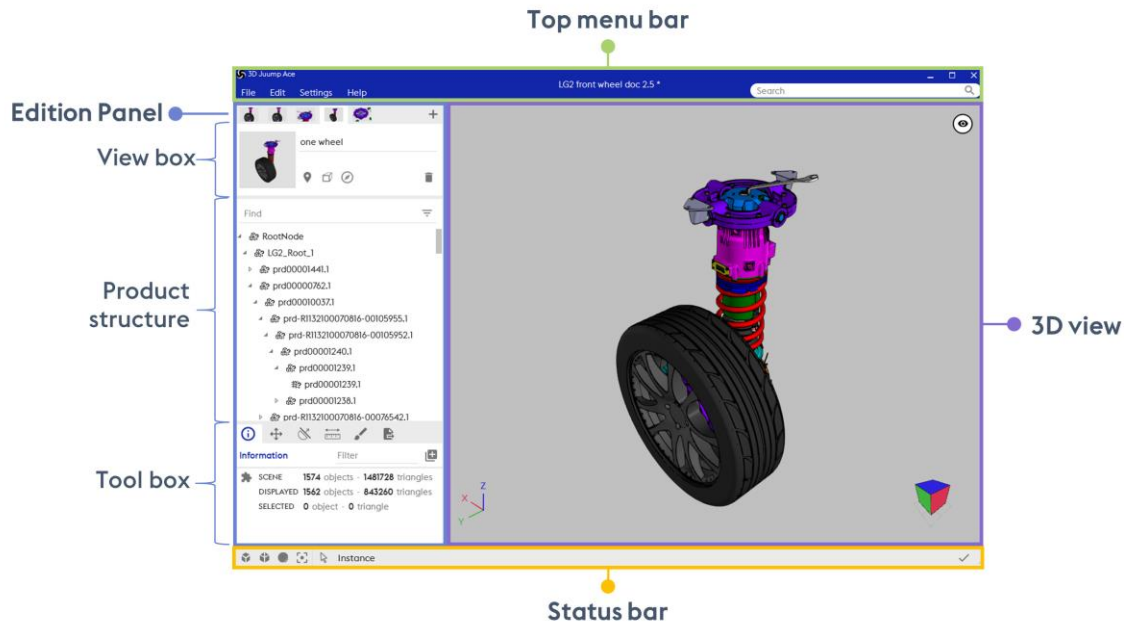 Top menu bar
3D Juump Ace
LG2 front wheel doc 2.5 *
File Edit Settings Help
Search
Edition Panel
View box
one wheel
Find
RootNode
LG2_Root_1
prd00001441.1
prd00000762.1
prd00010037.1
prd-R1132100070816-00105955.1
prd-R1132100070816-00105952.1
prd00001240.1
prd00001239.1
prd00001239.1
prd00001238.1
prd-R1132100070816-00076542.1
Product
structure
3D view
Tool box
Information Filter
SCENE 1574 objects - 1481728 triangles
DISPLAYED 1562 objects - 843260 triangles
SELECTED 0 object - 0 triangle
X
Y
Z
Instance
Status bar